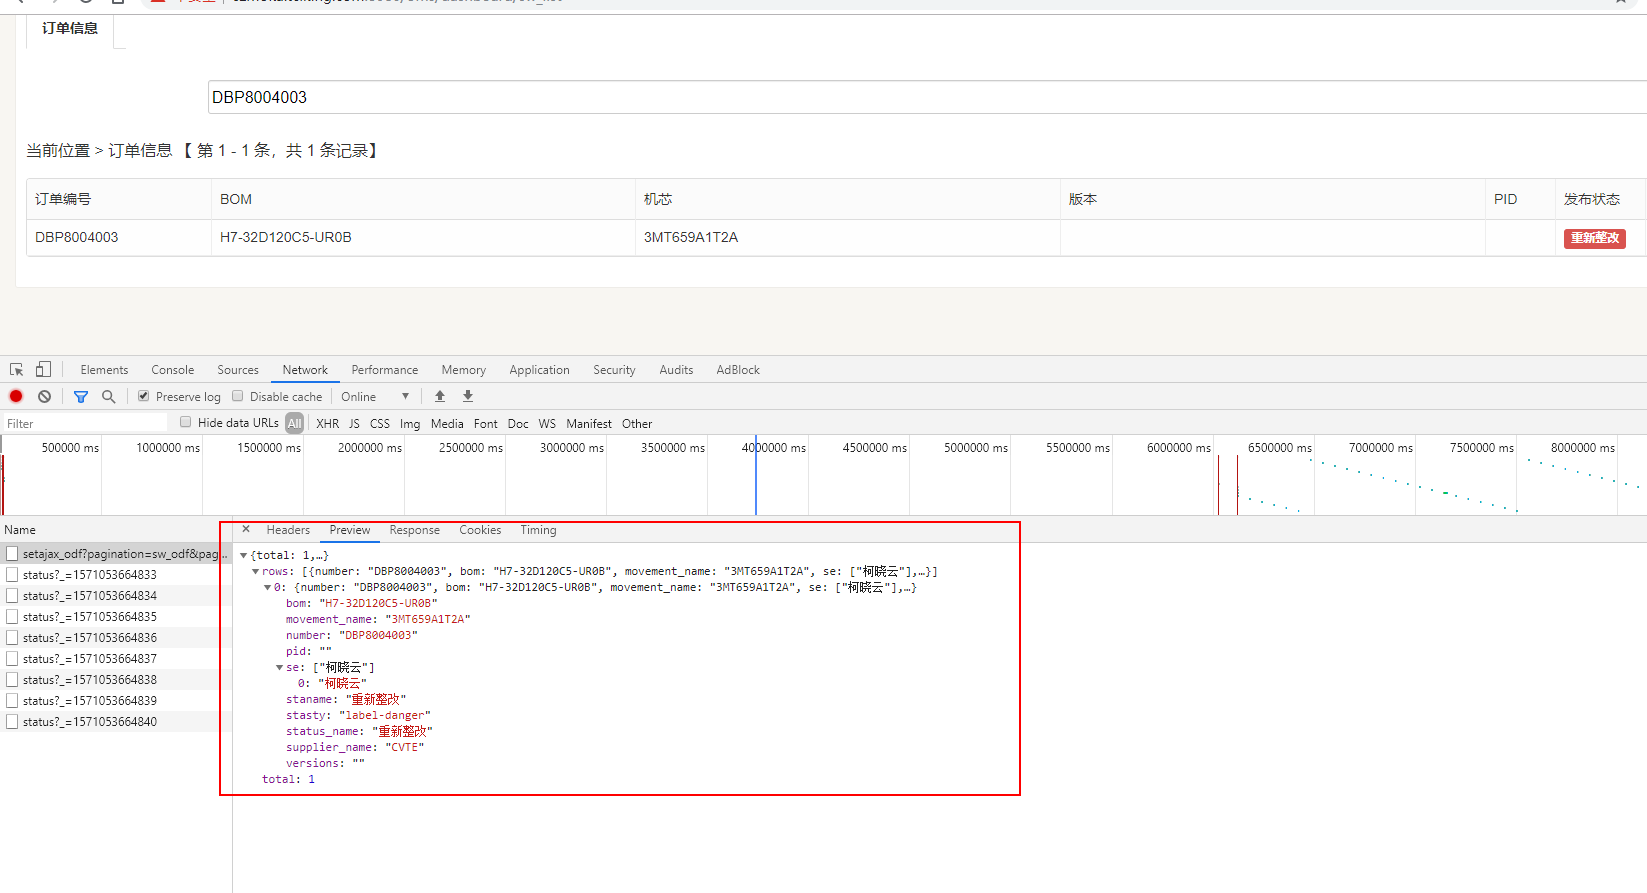 订单信息
DBP8004003
当前位置 > 订单信息 【 第 1 - 1 条，共 1 条记录】
订单编号 BOM 机芯 版本 PID 发布状态
DBP8004003 H7-32D120C5-UR0B 3MT659A1T2A 重新整改
Elements Console Sources Network Performance Memory Application Security Audits AdBlock
Preserve log Disable cache Online
Filter Hide data URLs All XHR JS CSS Img Media Font Doc WS Manifest Other
500000 ms 1000000 ms 1500000 ms 2000000 ms 2500000 ms 3000000 ms 3500000 ms 4000000 ms 4500000 ms 5000000 ms 5500000 ms 6000000 ms 6500000 ms 7000000 ms 7500000 ms 8000000 ms
Name
setajax_odf?pagination=sw_odf&pag...
status?_=1571053664833
status?_=1571053664834
status?_=1571053664835
status?_=1571053664836
status?_=1571053664837
status?_=1571053664838
status?_=1571053664839
status?_=1571053664840
× Headers Preview Response Cookies Timing
{total: 1,…}
rows: [{number: "DBP8004003", bom: "H7-32D120C5-UR0B", movement_name: "3MT659A1T2A", se: ["柯晓云"],…}]
0: {number: "DBP8004003", bom: "H7-32D120C5-UR0B", movement_name: "3MT659A1T2A", se: ["柯晓云"],…}
bom: "H7-32D120C5-UR0B"
movement_name: "3MT659A1T2A"
number: "DBP8004003"
pid: ""
se: ["柯晓云"]
0: "柯晓云"
staname: "重新整改"
stasty: "label-danger"
status_name: "重新整改"
supplier_name: "CVTE"
versions: ""
total: 1